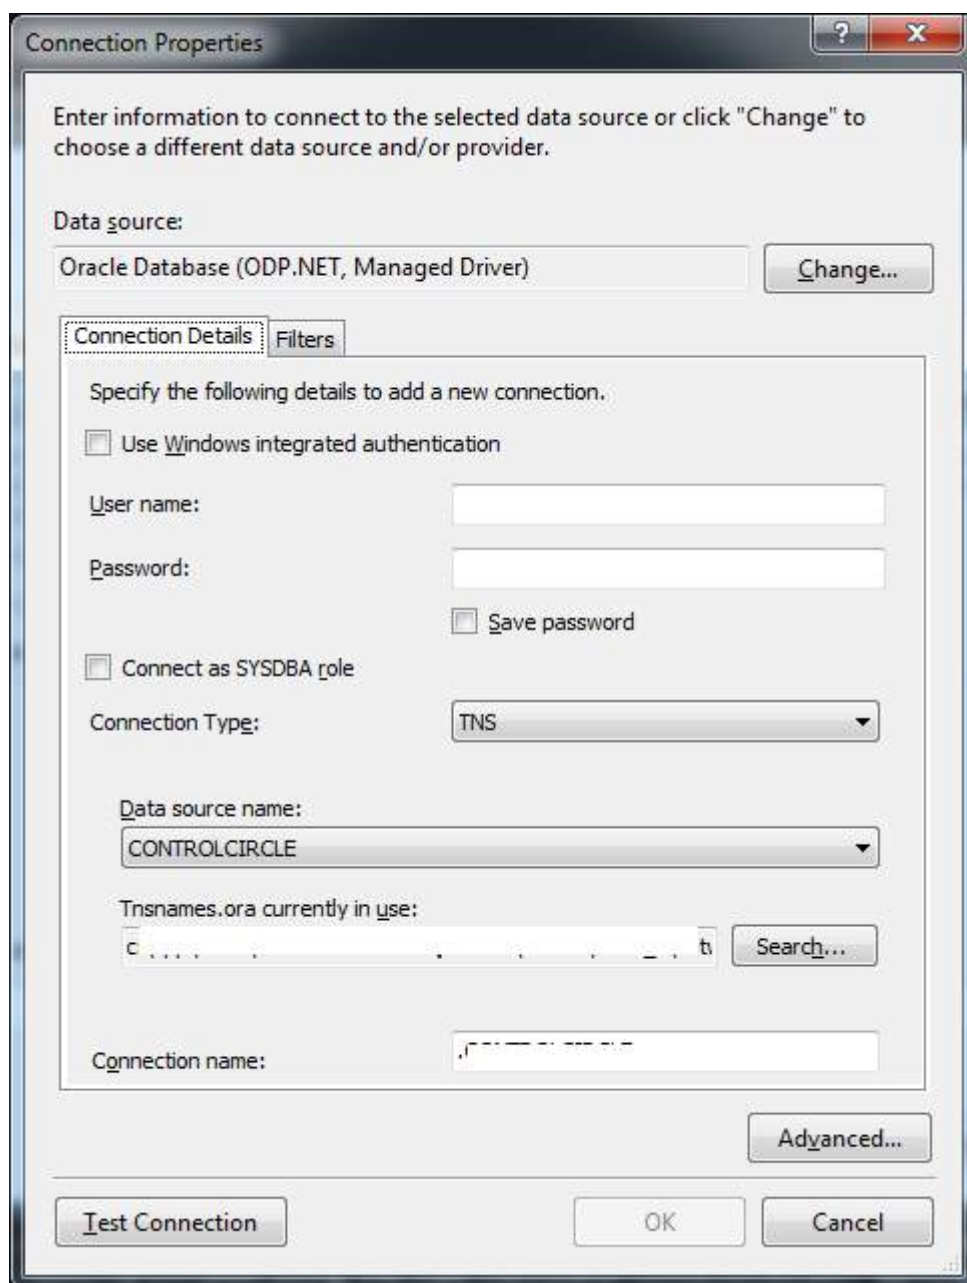 Connection Properties
?
x
Enter information to connect to the selected data source or click "Change" to
choose a different data source and/or provider.
Data source:
Oracle Database (ODP.NET, Managed Driver)
Change...
Connection Details
Filters
Specify the following details to add a new connection.
Use Windows integrated authentication
User name:
Password:
Save password
Connect as SYSDBA role
Connection Type:
TNS
Data source name:
CONTROLCIRCLE
Tnsnames.ora currently in use:
Search...
Connection name:
Advanced...
Test Connection
OK
Cancel